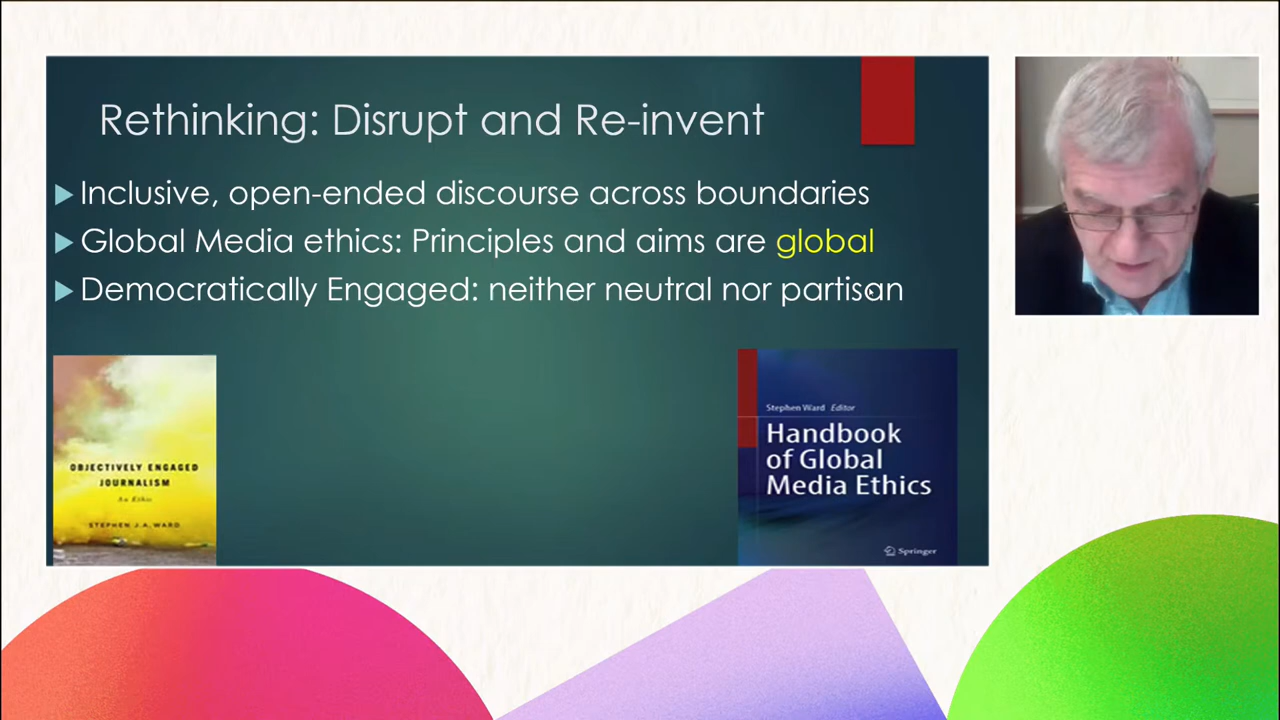 Rethinking: Disrupt and Re-invent
Inclusive, open-ended discourse across boundaries
Global Media ethics: Principles and aims are global
Democratically Engaged: neither neutral nor partisan
OBJECTIVELY ENGAGED
JOURNALISM
An Ethic
STEPHEN J.A. WARD
Stephen Ward Editor
Handbook
of Global
Media Ethics
Springer